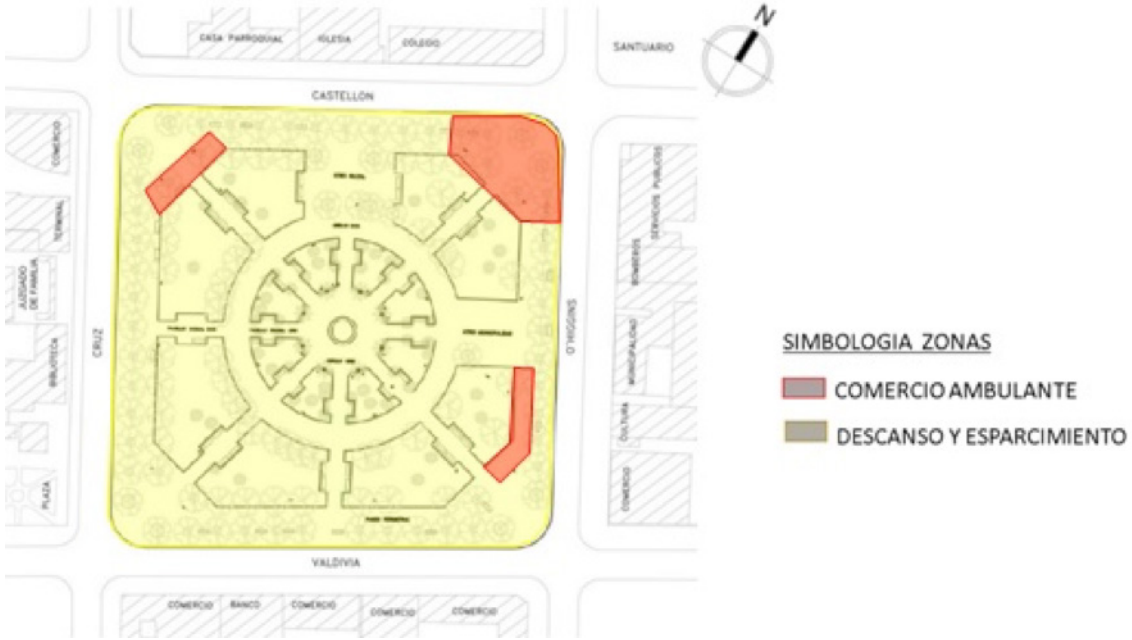 N
CASA PARROQUIAL
IGLESIA
COLEGIO
SANTUARIO
CASTELLON
COMERCIO
TERMINAL
JUZGADO
DE FAMILIA
BIBLIOTECA
PLAZA
CRUZ
O'HIGGINS
SERVICIOS PUBLICOS
BOMBEROS
MUNICIPALIDAD
CULTURA
COMERCIO
VALDIVIA
COMERCIO
BANCO
COMERCIO
COMERCIO
COMERCIO
SIMBOLOGIA ZONAS
COMERCIO AMBULANTE
DESCANSO Y ESPARCIMIENTO